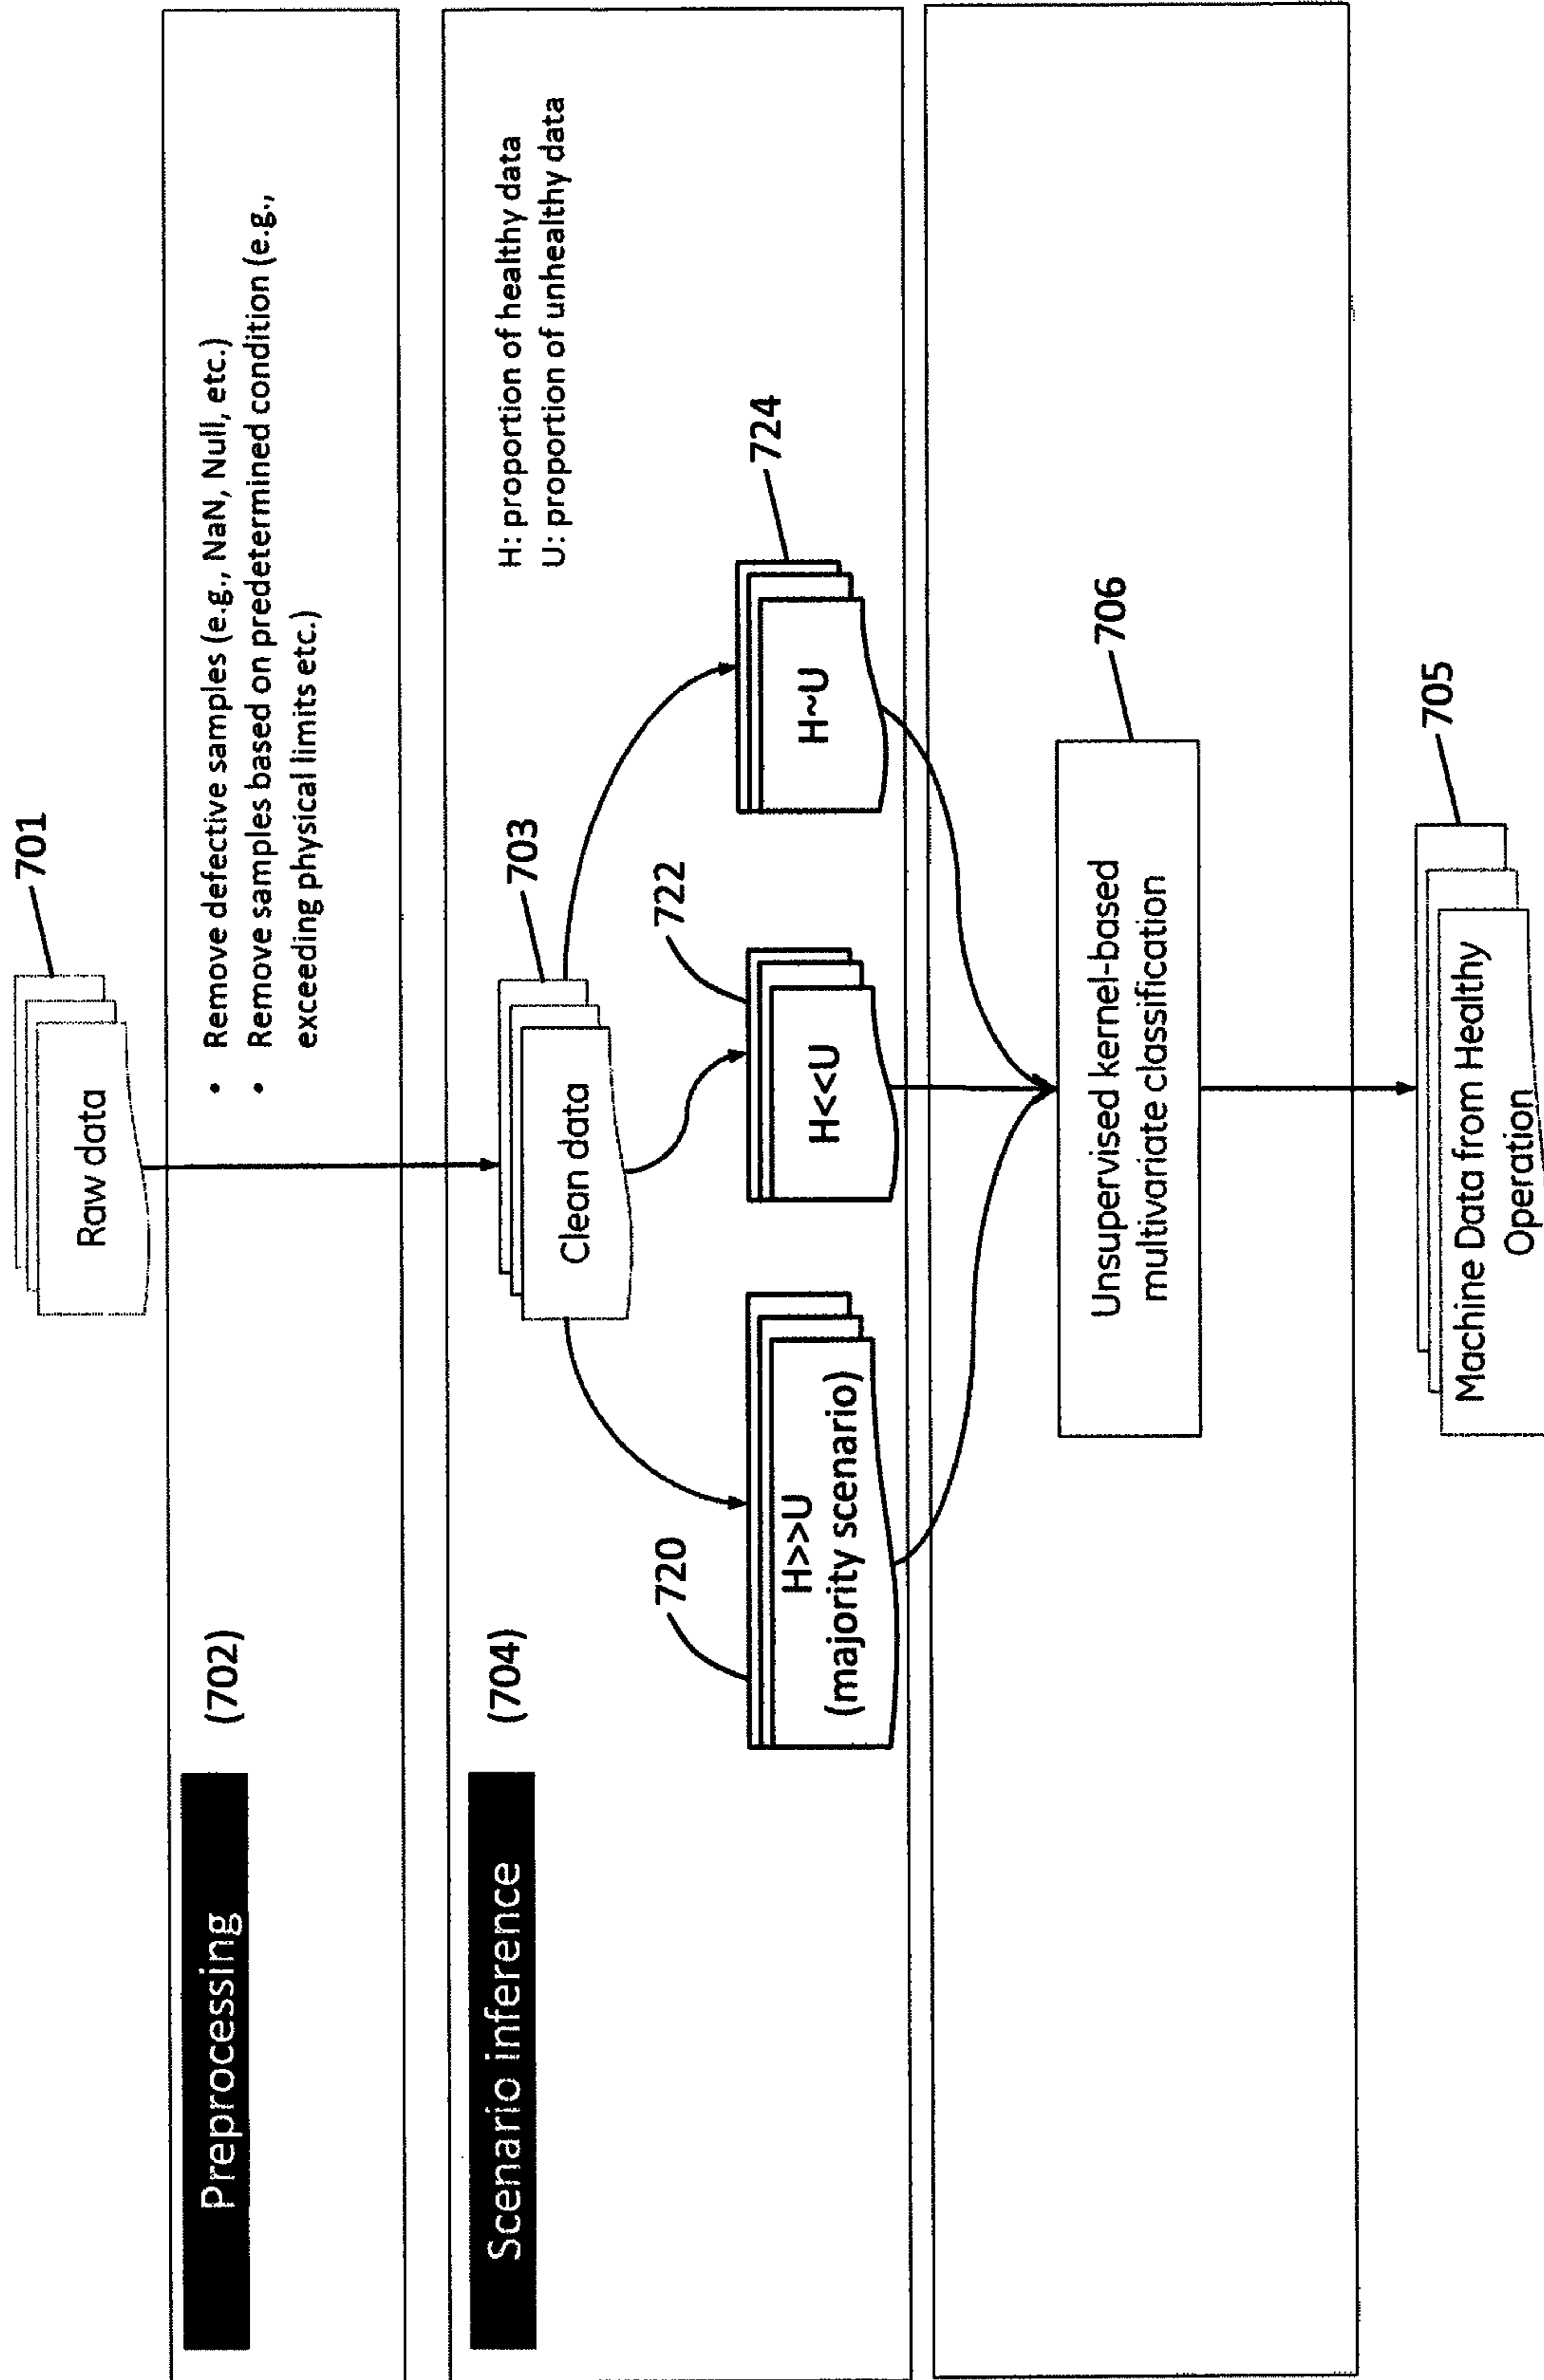 701
Raw data
Preprocessing
(702)
• Remove defective samples (e.g., NaN, Null, etc.)
• Remove samples based on predetermined condition (e.g.,
exceeding physical limits etc.)
Scenario inference
(704)
703
Clean data
H: proportion of healthy data
U: proportion of unhealthy data
720
H>>U
(majority scenario)
722
H<<U
724
H~U
706
Unsupervised kernel-based
multivariate classification
705
Machine Data from Healthy
Operation